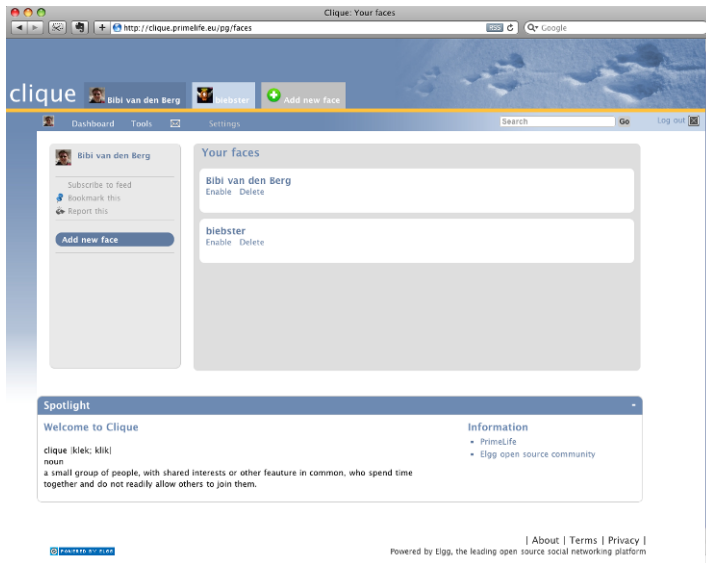 Clique: Your faces
http://clique.primelife.eu/pg/faces
RSS
Google
clique
Bibi van den Berg
biebster
Add new face
Dashboard Tools Settings
Search
Go
Log out
Bibi van den Berg
Subscribe to feed
Bookmark this
Report this
Add new face
Your faces
Bibi van den Berg
Enable Delete
biebster
Enable Delete
Spotlight
Welcome to Clique
clique |klek; klik|
noun
a small group of people, with shared interests or other feauture in common, who spend time
together and do not readily allow others to join them.
Information
• PrimeLife
• Elgg open source community
POWERED BY ELGG
| About | Terms | Privacy |
Powered by Elgg, the leading open source social networking platform